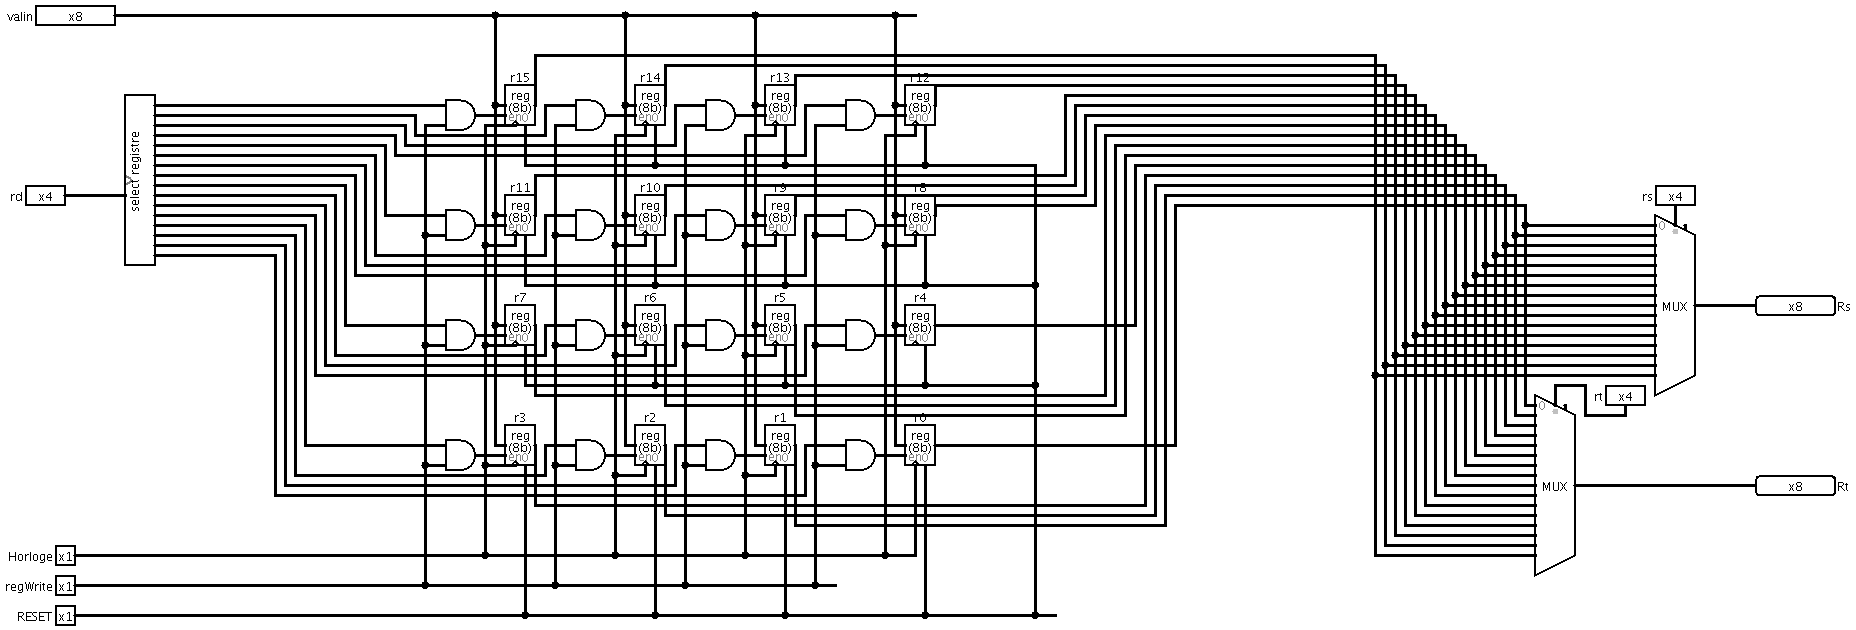 valin x8
r15 r14 r13 r12
reg (8b) en0 reg (8b) en0 reg (8b) en0 reg (8b) en0
select registre
rd x4
r11 r10 r9 r8
reg (8b) en0 reg (8b) en0 reg (8b) en0 reg (8b) en0
rs x4
0
MUX
x8 Rs
r7 r6 r5 r4
reg (8b) en0 reg (8b) en0 reg (8b) en0 reg (8b) en0
rt x4
0
MUX
x8 Rt
r3 r2 r1 r0
reg (8b) en0 reg (8b) en0 reg (8b) en0 reg (8b) en0
Horloge x1
regWrite x1
RESET x1